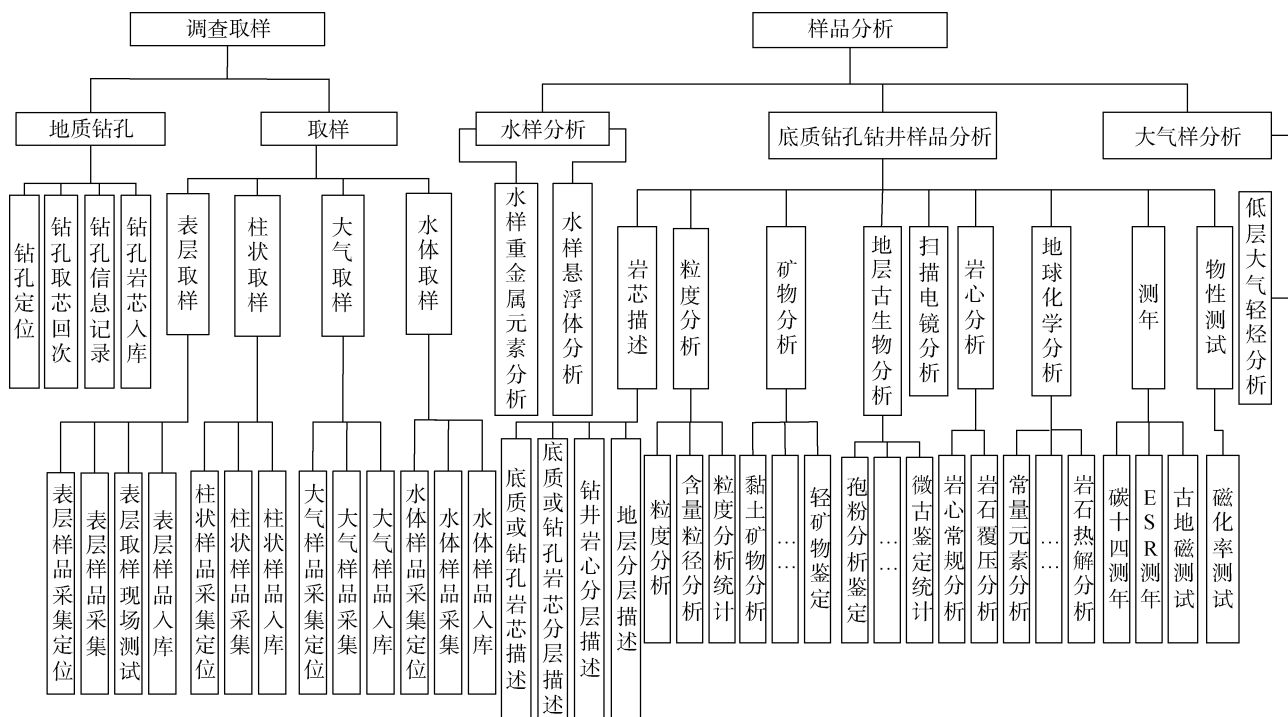 调查取样
样品分析
地质钻孔
取样
水样分析
底质钻孔钻井样品分析
大气样分析
钻孔定位
钻孔取芯回次
钻孔信息记录
钻孔岩芯入库
表层取样
柱状取样
大气取样
水体取样
水样重金属元素分析
水样悬浮体分析
岩芯描述
粒度分析
矿物分析
地层古生物分析
扫描电镜分析
岩心分析
地球化学分析
测年
物性测试
低层大气轻烃分析
表层样品采集定位
表层样品采集
表层取样现场测试
表层样品入库
柱状样品采集定位
柱状样品采集
柱状样品入库
大气样品采集定位
大气样品采集
大气样品入库
水体样品采集定位
水体样品采集
水体样品入库
底质或钻孔岩芯描述
底质或钻孔岩芯分层描述
钻井岩心分层描述
地层分层描述
粒度分析
含量粒径分析
粒度分析统计
黏土矿物分析
……
轻矿物鉴定
孢粉分析鉴定
……
微古鉴定统计
岩心常规分析
岩石覆压分析
常量元素分析
……
岩石热解分析
碳十四测年
ESR测年
古地磁测试
磁化率测试